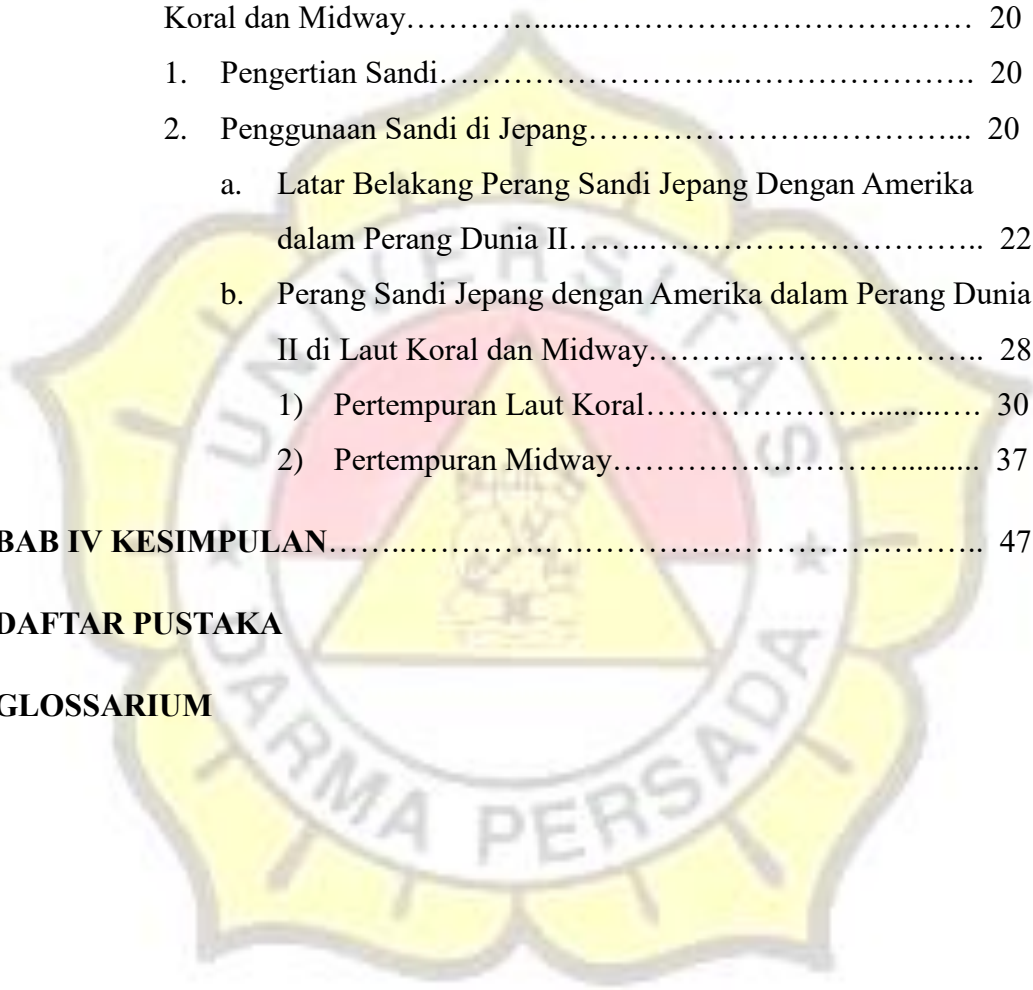 Koral dan Midway…………......……………………………… 20
1. Pengertian Sandi………………………..…………………. 20
2. Penggunaan Sandi di Jepang………………….…………... 20
a. Latar Belakang Perang Sandi Jepang Dengan Amerika
dalam Perang Dunia II……..………………………….. 22
b. Perang Sandi Jepang dengan Amerika dalam Perang Dunia
II di Laut Koral dan Midway………………………….. 28
1) Pertempuran Laut Koral………………….........…. 30
2) Pertempuran Midway……………………….......... 37
BAB IV KESIMPULAN……..……………….……………………………….. 47
DAFTAR PUSTAKA
GLOSSARIUM
UNIVERSITAS
DARMA PERSADA